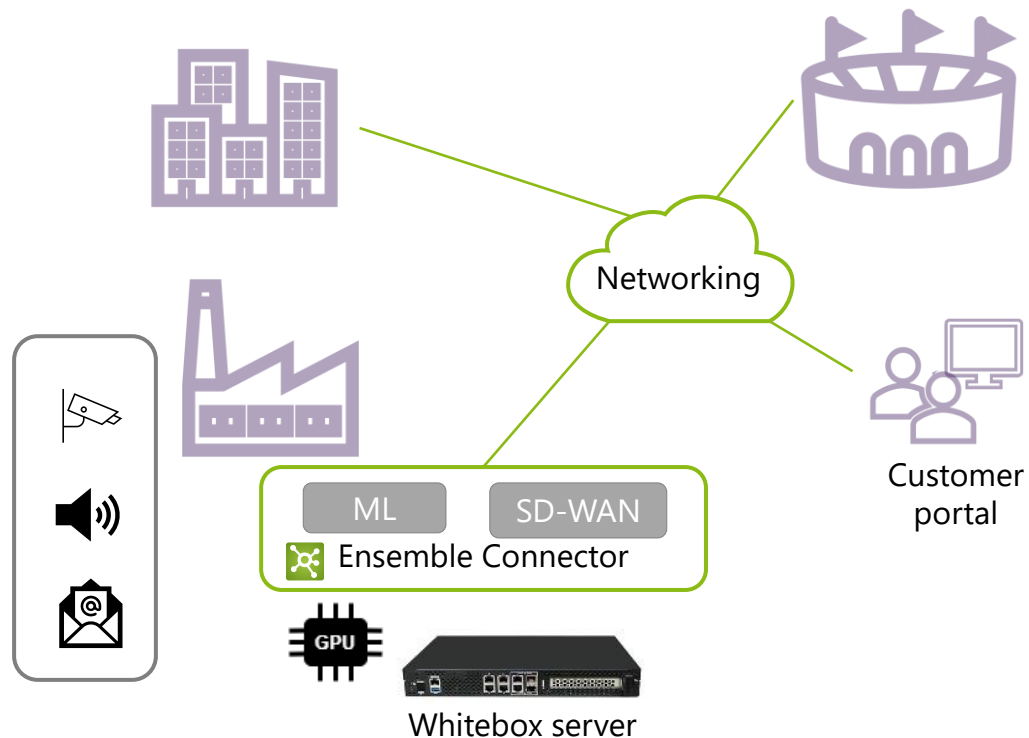 Networking
Customer
portal
ML
SD-WAN
Ensemble Connector
@
GPU
Whitebox server